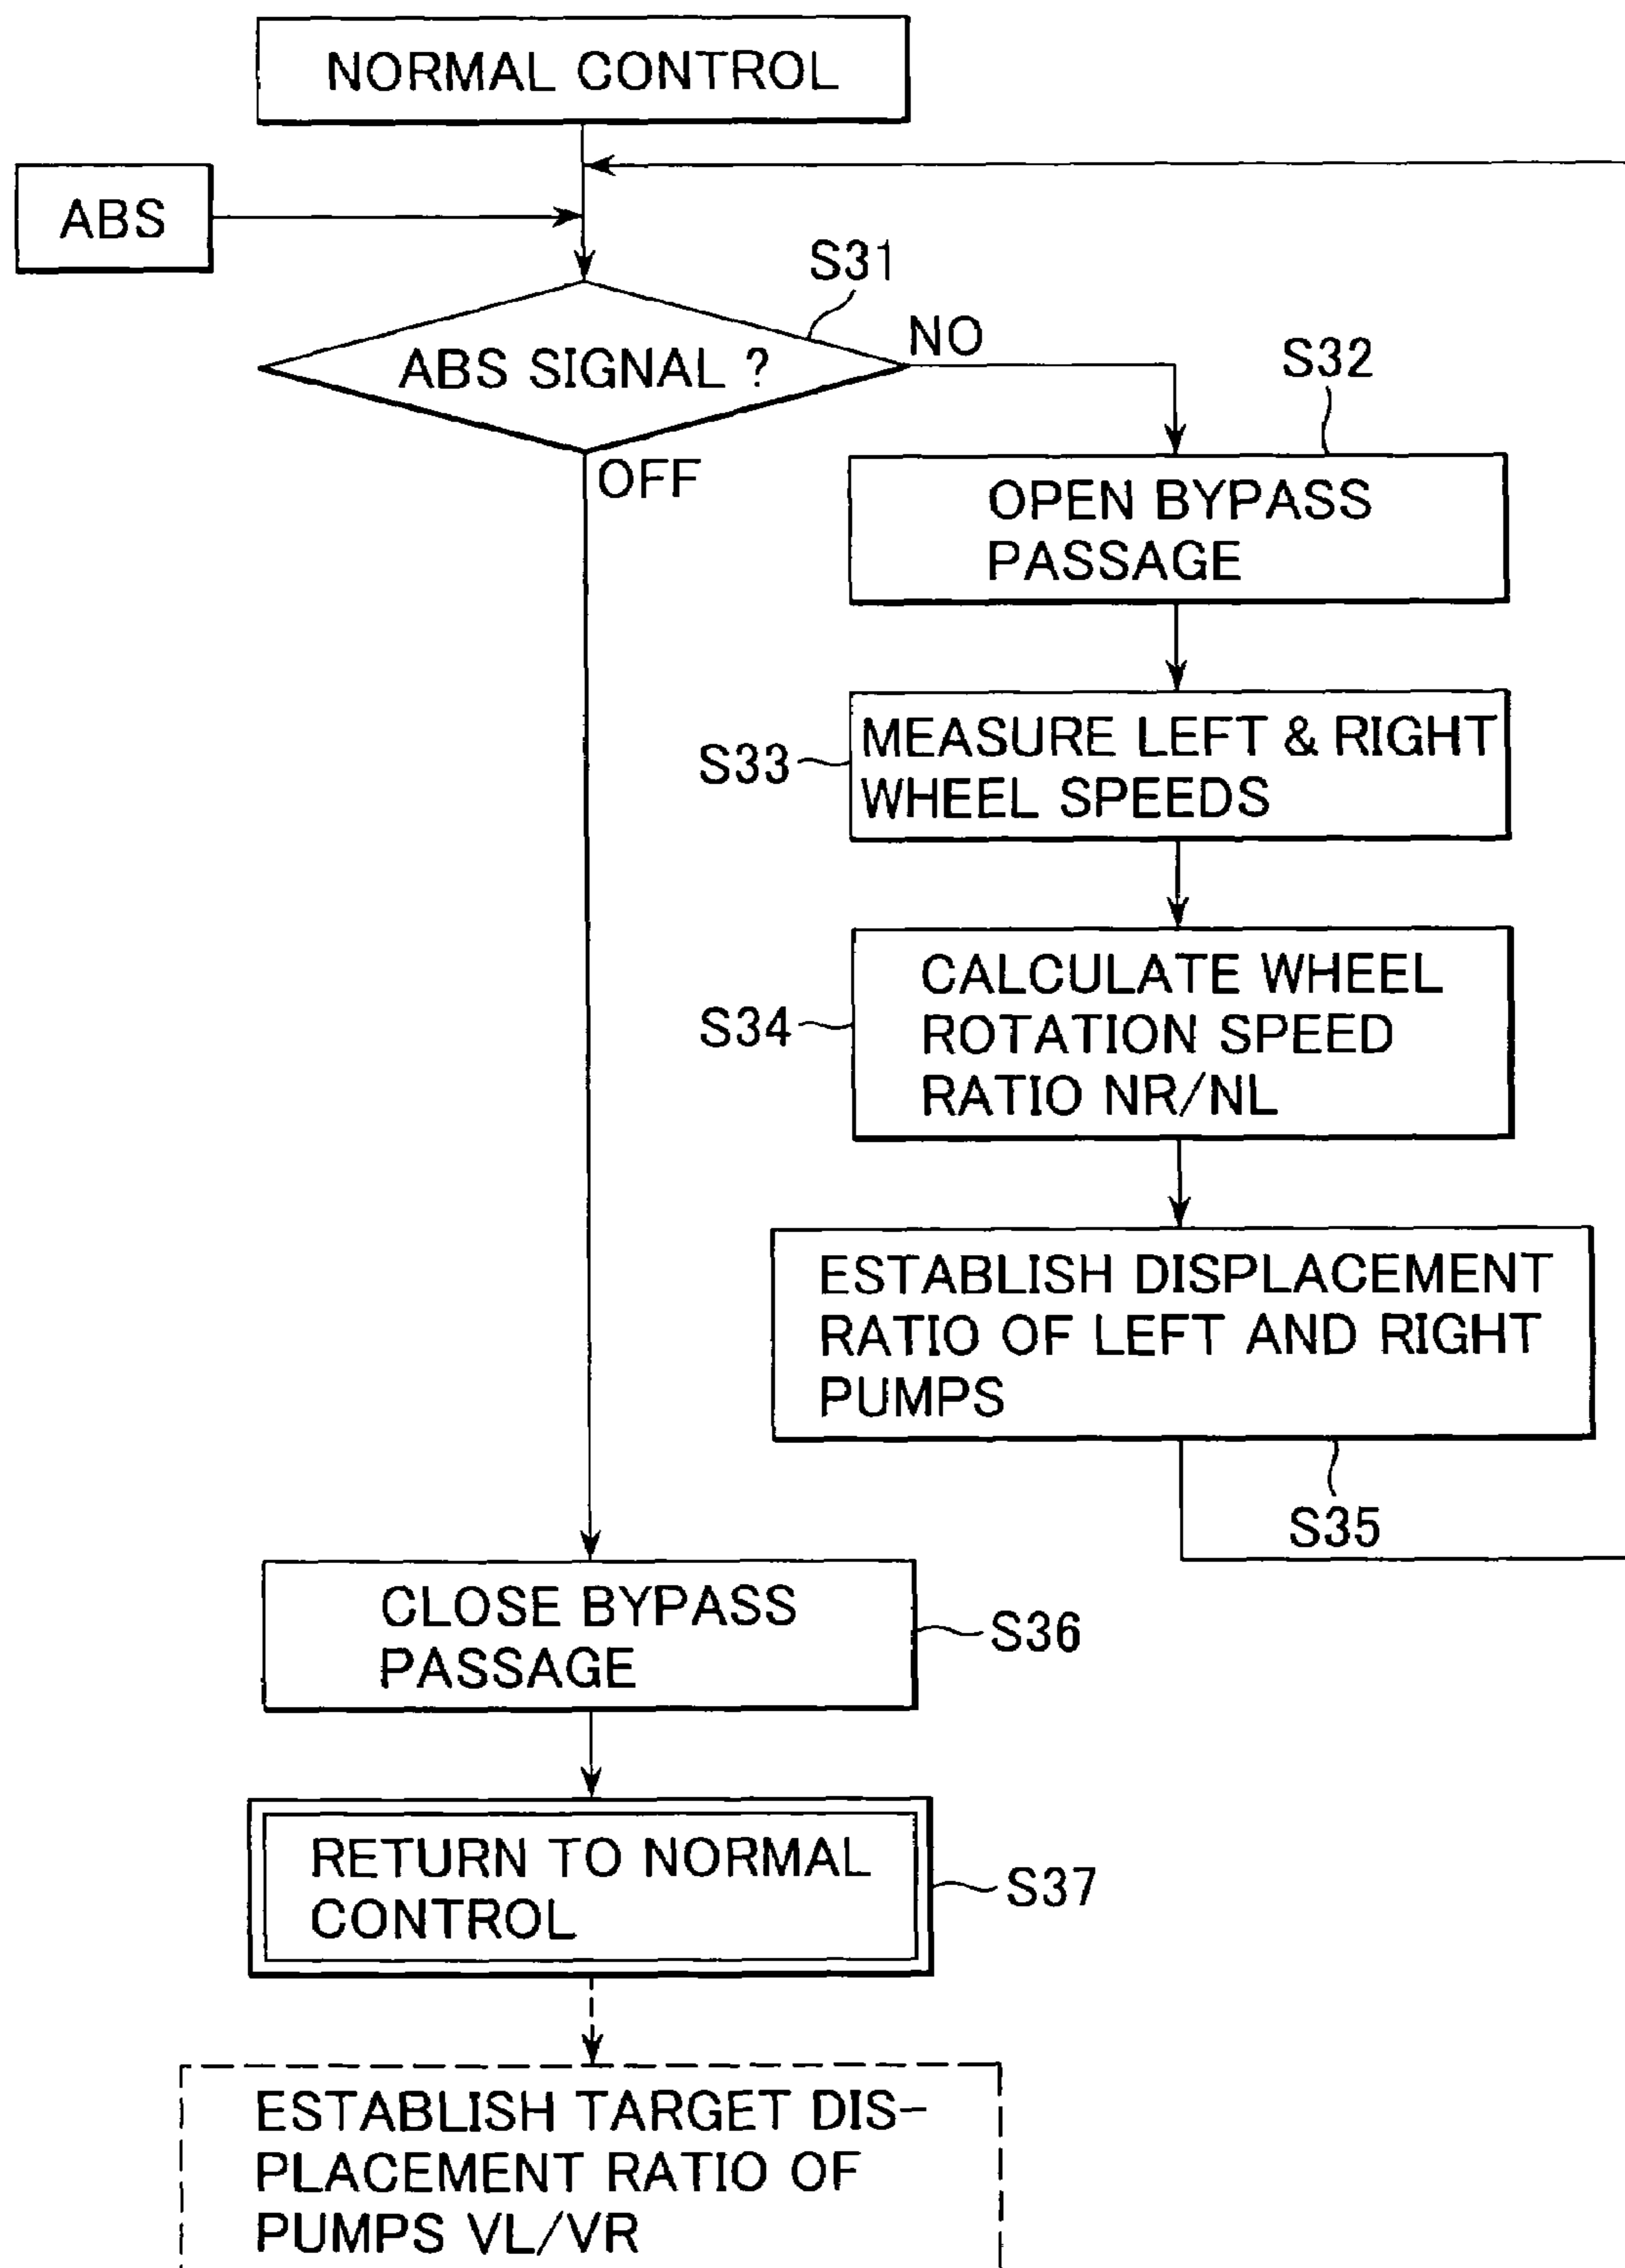 NORMAL CONTROL
ABS
S31
ABS SIGNAL ?
NO
OFF
S32
OPEN BYPASS
PASSAGE
S33
MEASURE LEFT & RIGHT
WHEEL SPEEDS
S34
CALCULATE WHEEL
ROTATION SPEED
RATIO NR/NL
ESTABLISH DISPLACEMENT
RATIO OF LEFT AND RIGHT
PUMPS
S35
CLOSE BYPASS
PASSAGE
S36
RETURN TO NORMAL
CONTROL
S37
ESTABLISH TARGET DIS-
PLACEMENT RATIO OF
PUMPS VL/VR